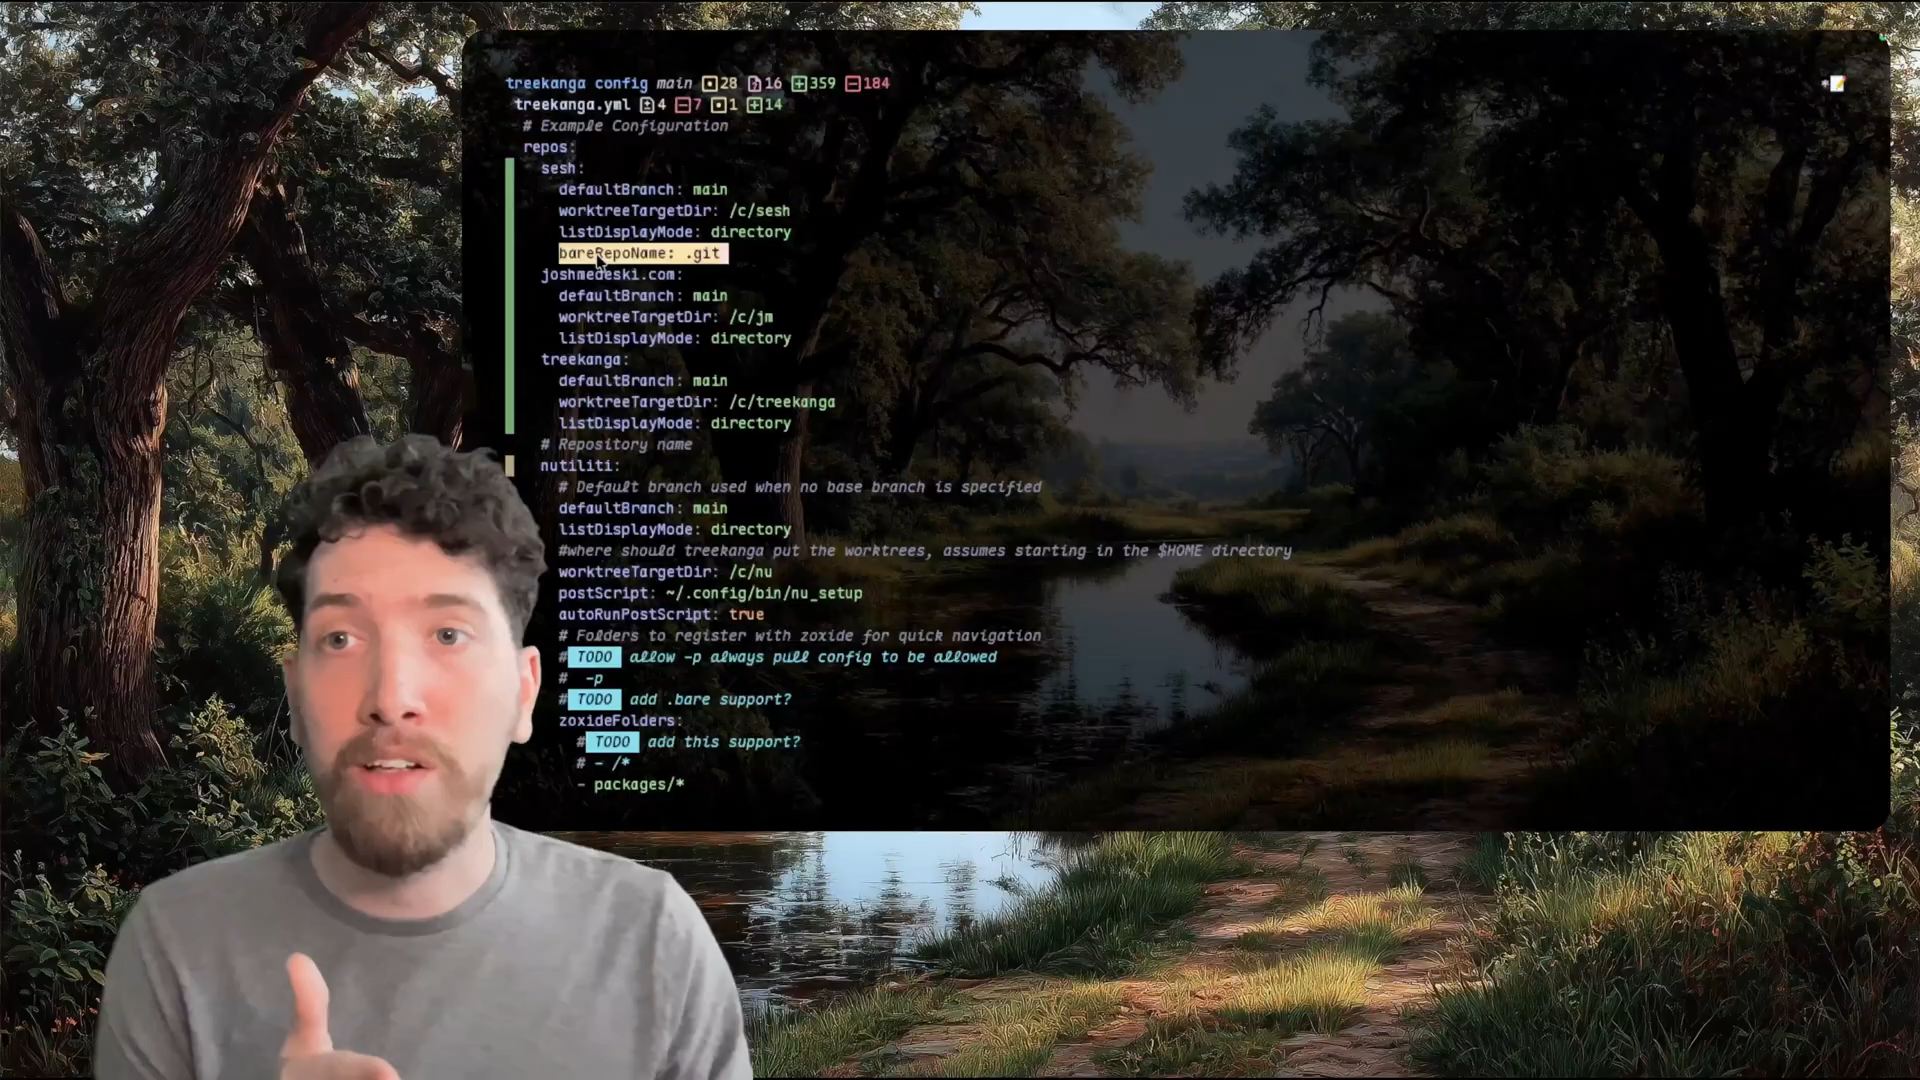 treekanga config main 28 16 359 184
treekanga.yml 4 7 1 14
# Example Configuration
repos:
sesh:
defaultBranch: main
worktreeTargetDir: /c/sesh
listDisplayMode: directory
bareRepoName: .git
joshmedeski.com:
defaultBranch: main
worktreeTargetDir: /c/jm
listDisplayMode: directory
treekanga:
defaultBranch: main
worktreeTargetDir: /c/treekanga
listDisplayMode: directory
# Repository name
nutiliti:
# Default branch used when no base branch is specified
defaultBranch: main
listDisplayMode: directory
#where should treekanga put the worktrees, assumes starting in the $HOME directory
worktreeTargetDir: /c/nu
postScript: ~/.config/bin/nu_setup
autoRunPostScript: true
# Folders to register with zoxide for quick navigation
# TODO allow -p always pull config to be allowed
# -p
# TODO add .bare support?
zoxideFolders:
# TODO add this support?
# - /*
- packages/*